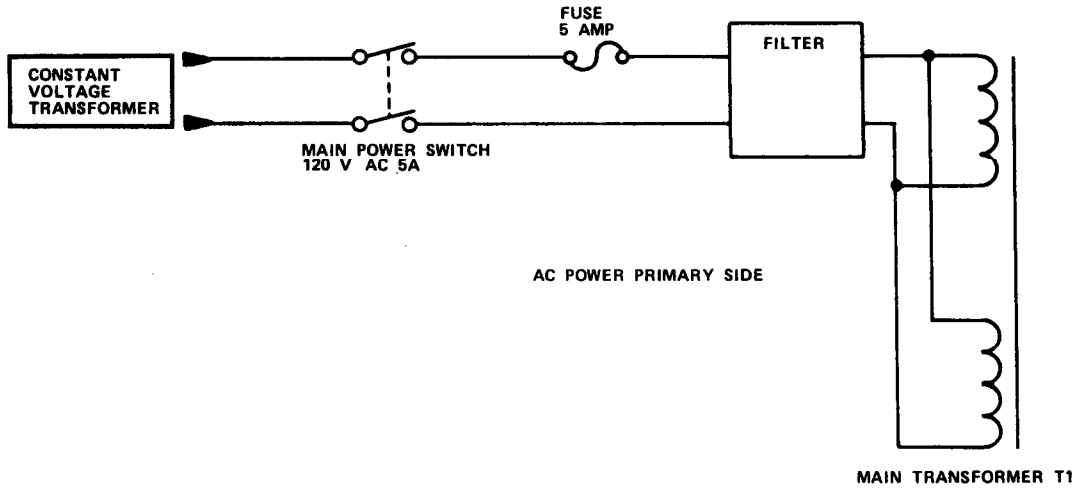 FUSE
5 AMP
FILTER
CONSTANT
VOLTAGE
TRANSFORMER
MAIN POWER SWITCH
120 V AC 5A
AC POWER PRIMARY SIDE
MAIN TRANSFORMER T1